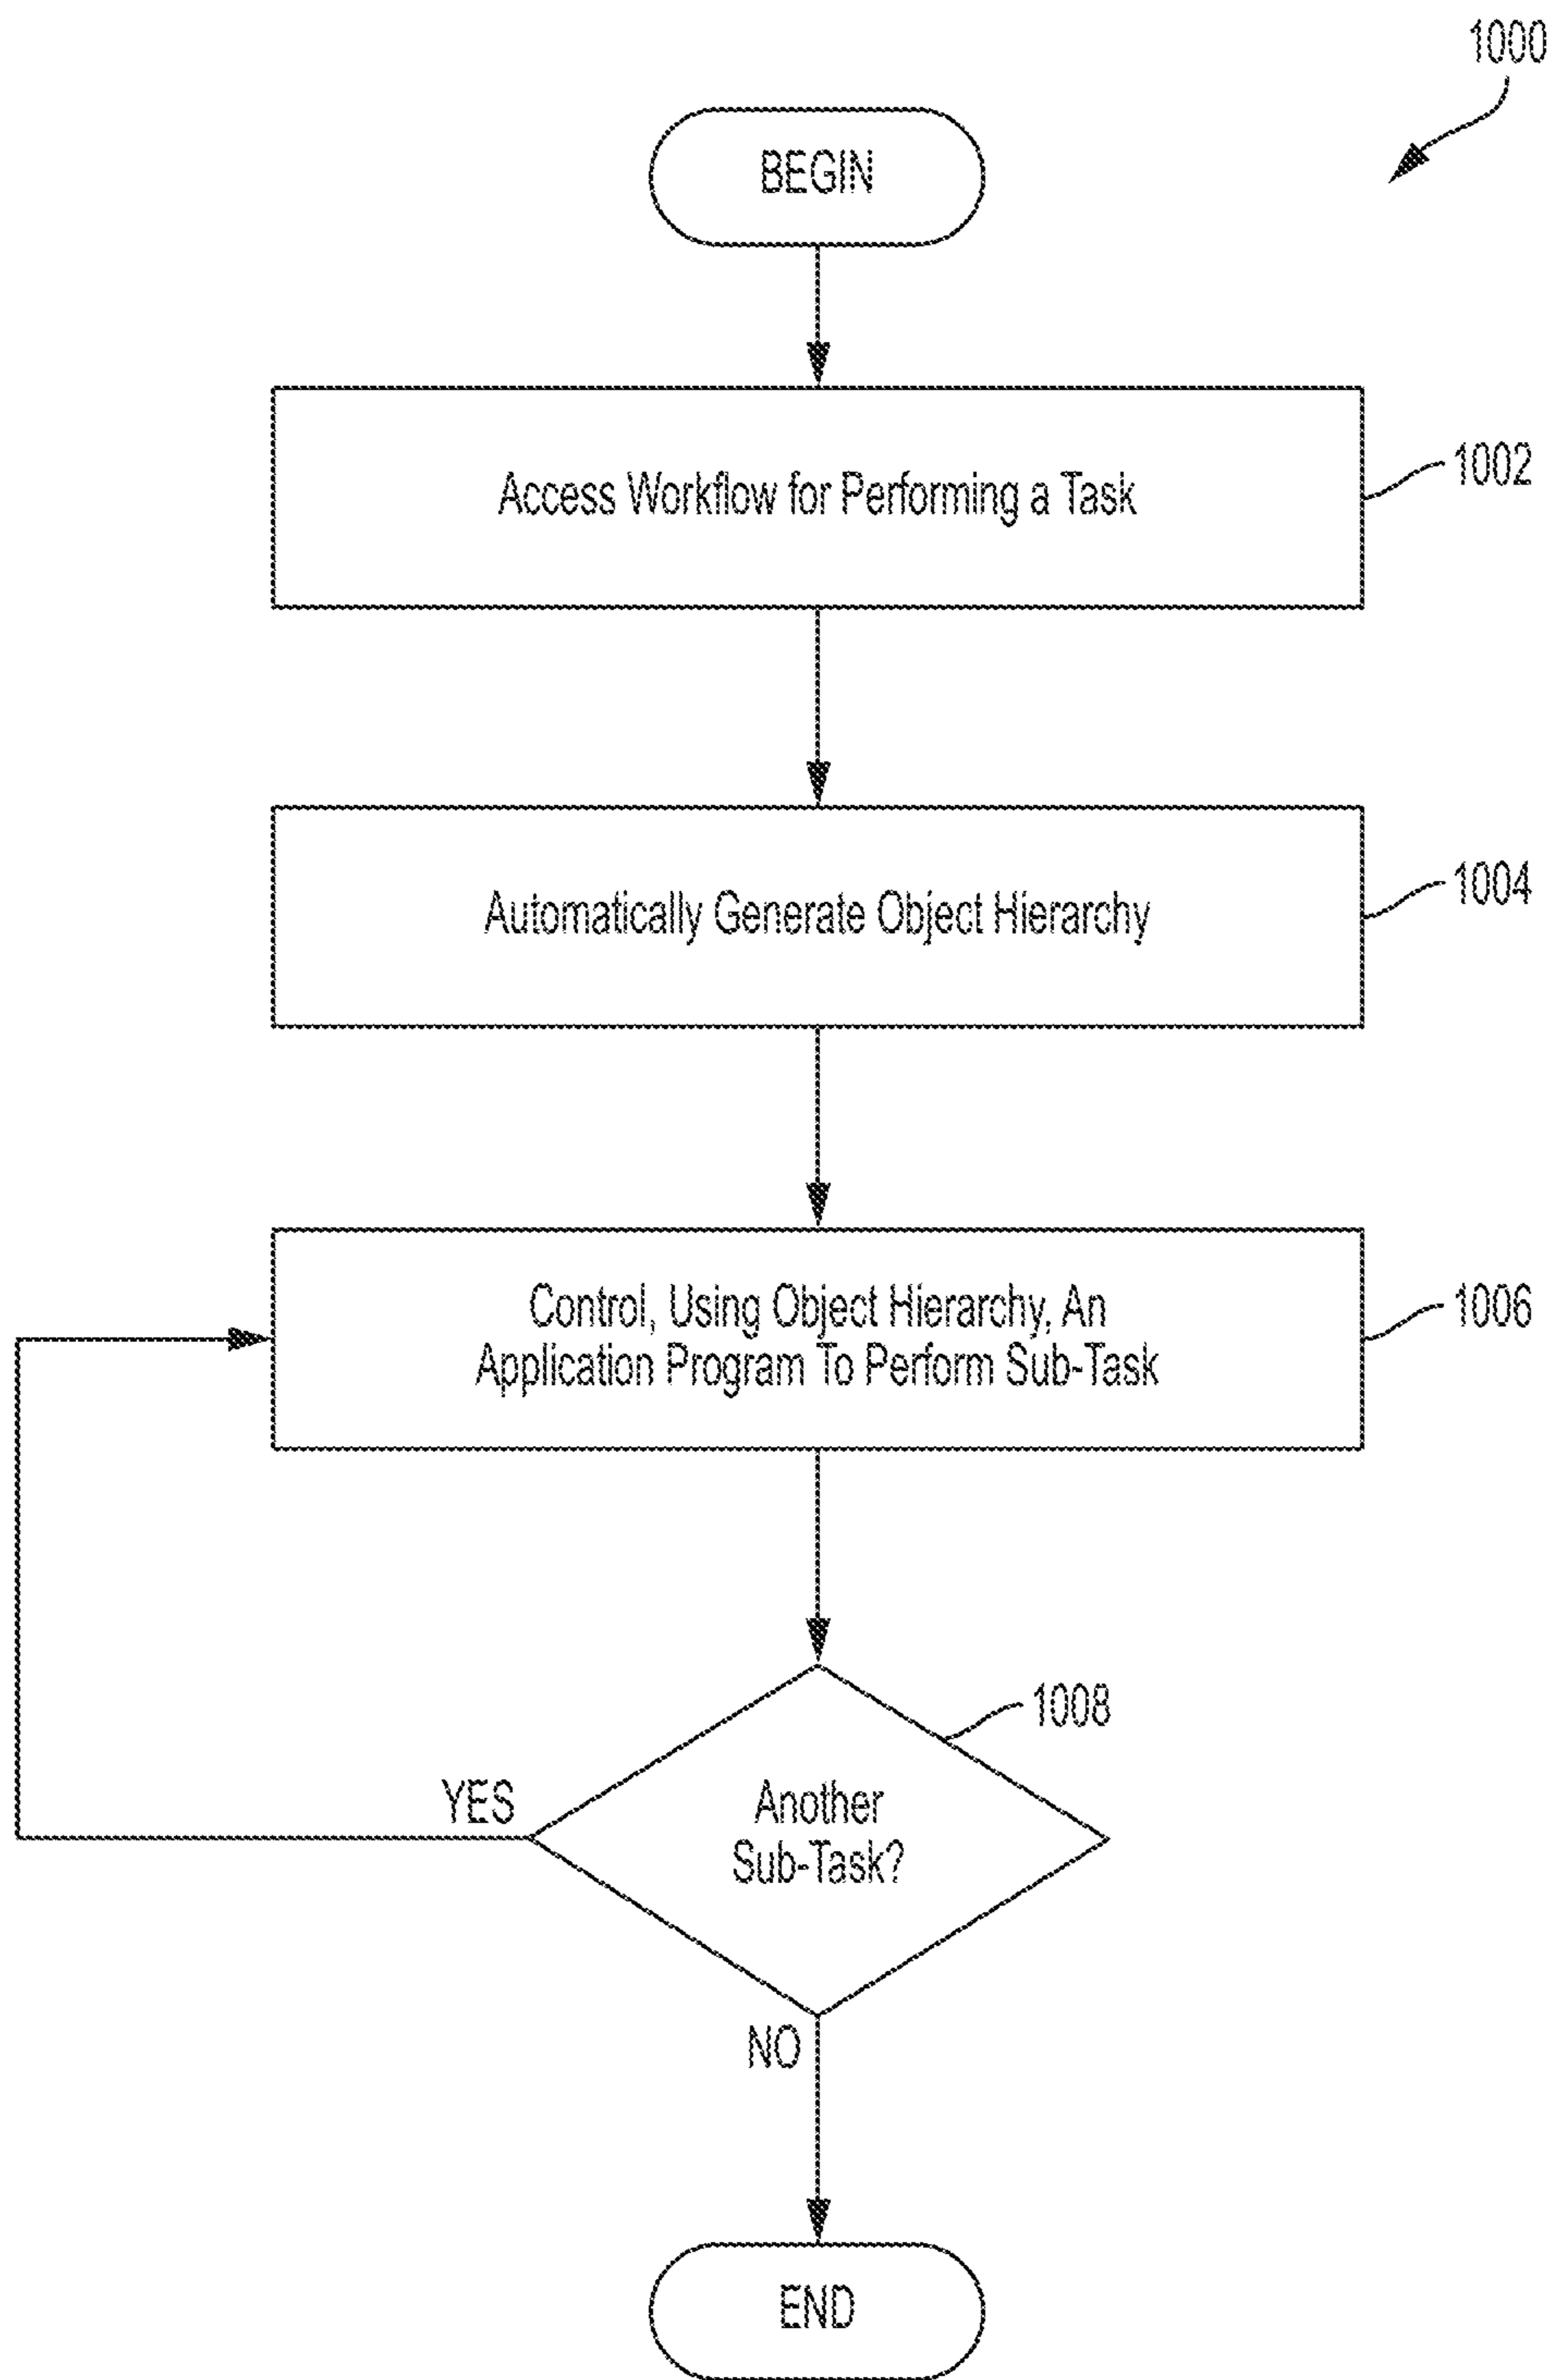 1000
BEGIN
Access Workflow for Performing a Task
1002
Automatically Generate Object Hierarchy
1004
Control, Using Object Hierarchy, An
Application Program To Perform Sub-Task
1006
1008
Another
Sub-Task?
YES
NO
END